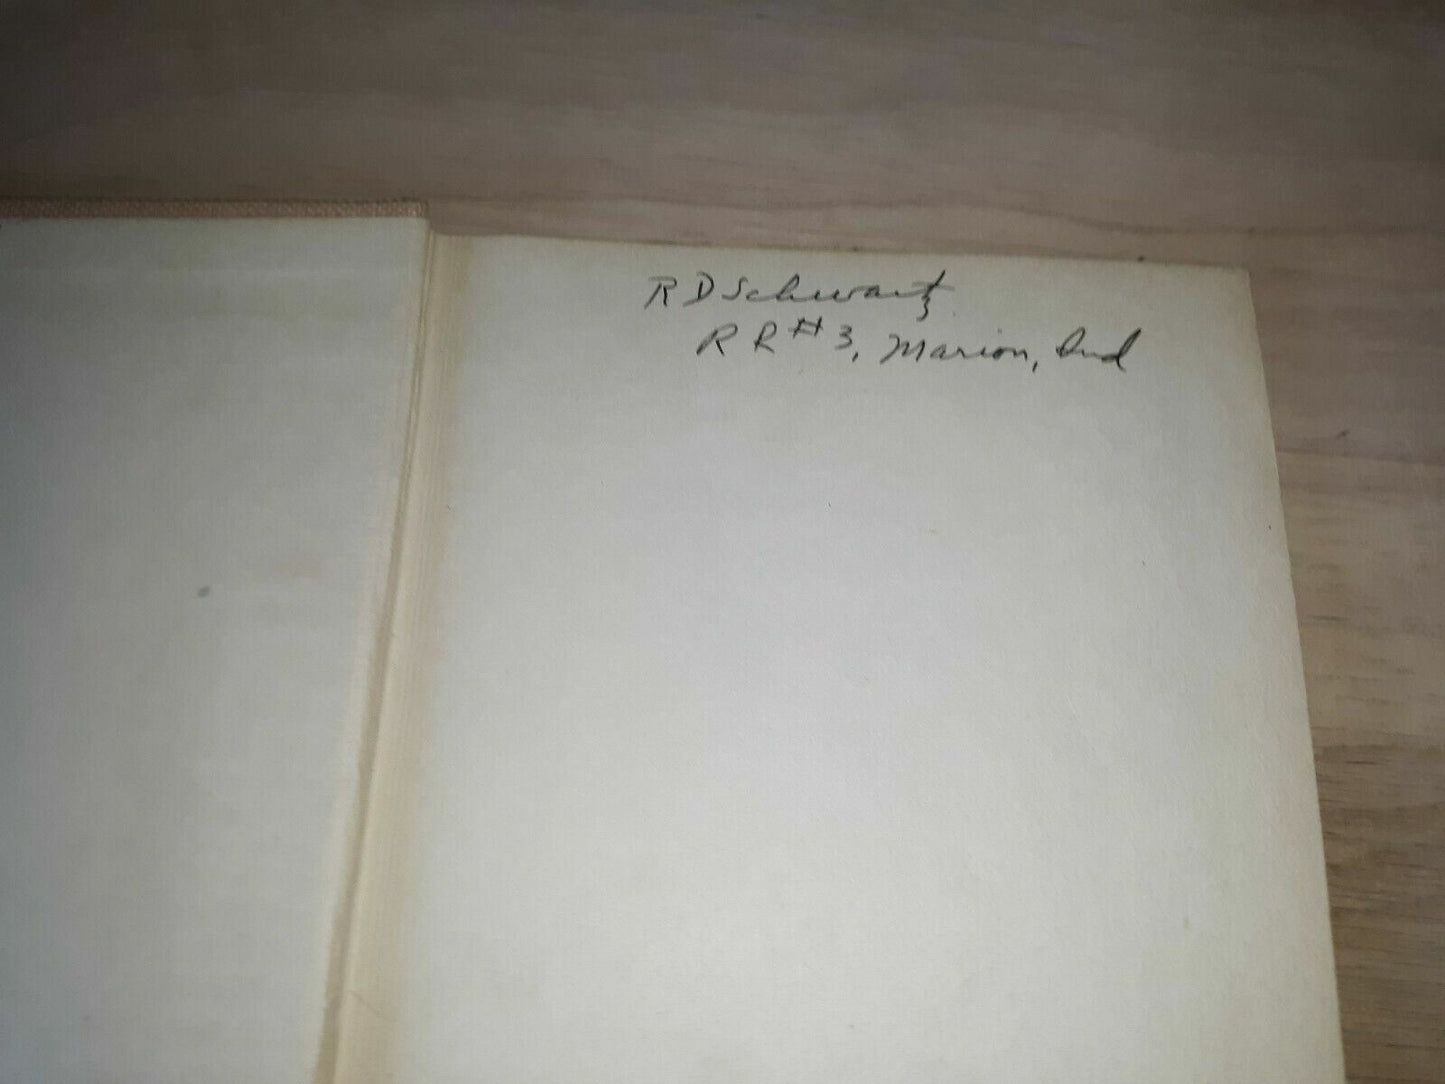 R D Schwartz
R R #3, Marion, Ind